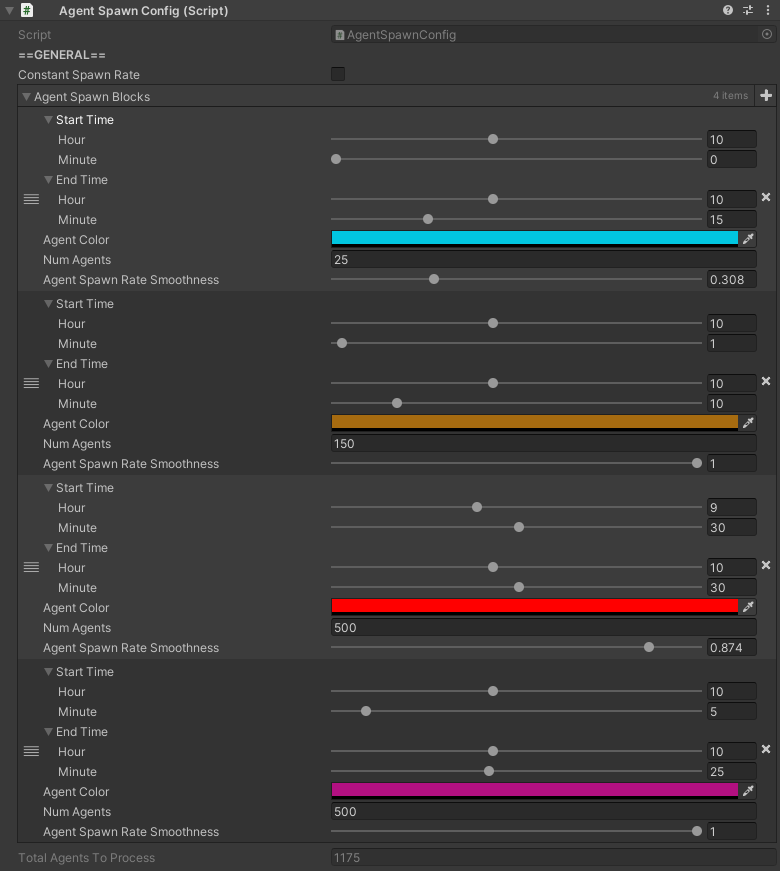 Agent Spawn Config (Script)
Script AgentSpawnConfig
==GENERAL==
Constant Spawn Rate
Agent Spawn Blocks 4 items
Start Time
Hour 10
Minute 0
End Time
Hour 10
Minute 15
Agent Color
Num Agents 25
Agent Spawn Rate Smoothness 0.308
Start Time
Hour 10
Minute 1
End Time
Hour 10
Minute 10
Agent Color
Num Agents 150
Agent Spawn Rate Smoothness 1
Start Time
Hour 9
Minute 30
End Time
Hour 10
Minute 30
Agent Color
Num Agents 500
Agent Spawn Rate Smoothness 0.874
Start Time
Hour 10
Minute 5
End Time
Hour 10
Minute 25
Agent Color
Num Agents 500
Agent Spawn Rate Smoothness 1
Total Agents To Process 1175